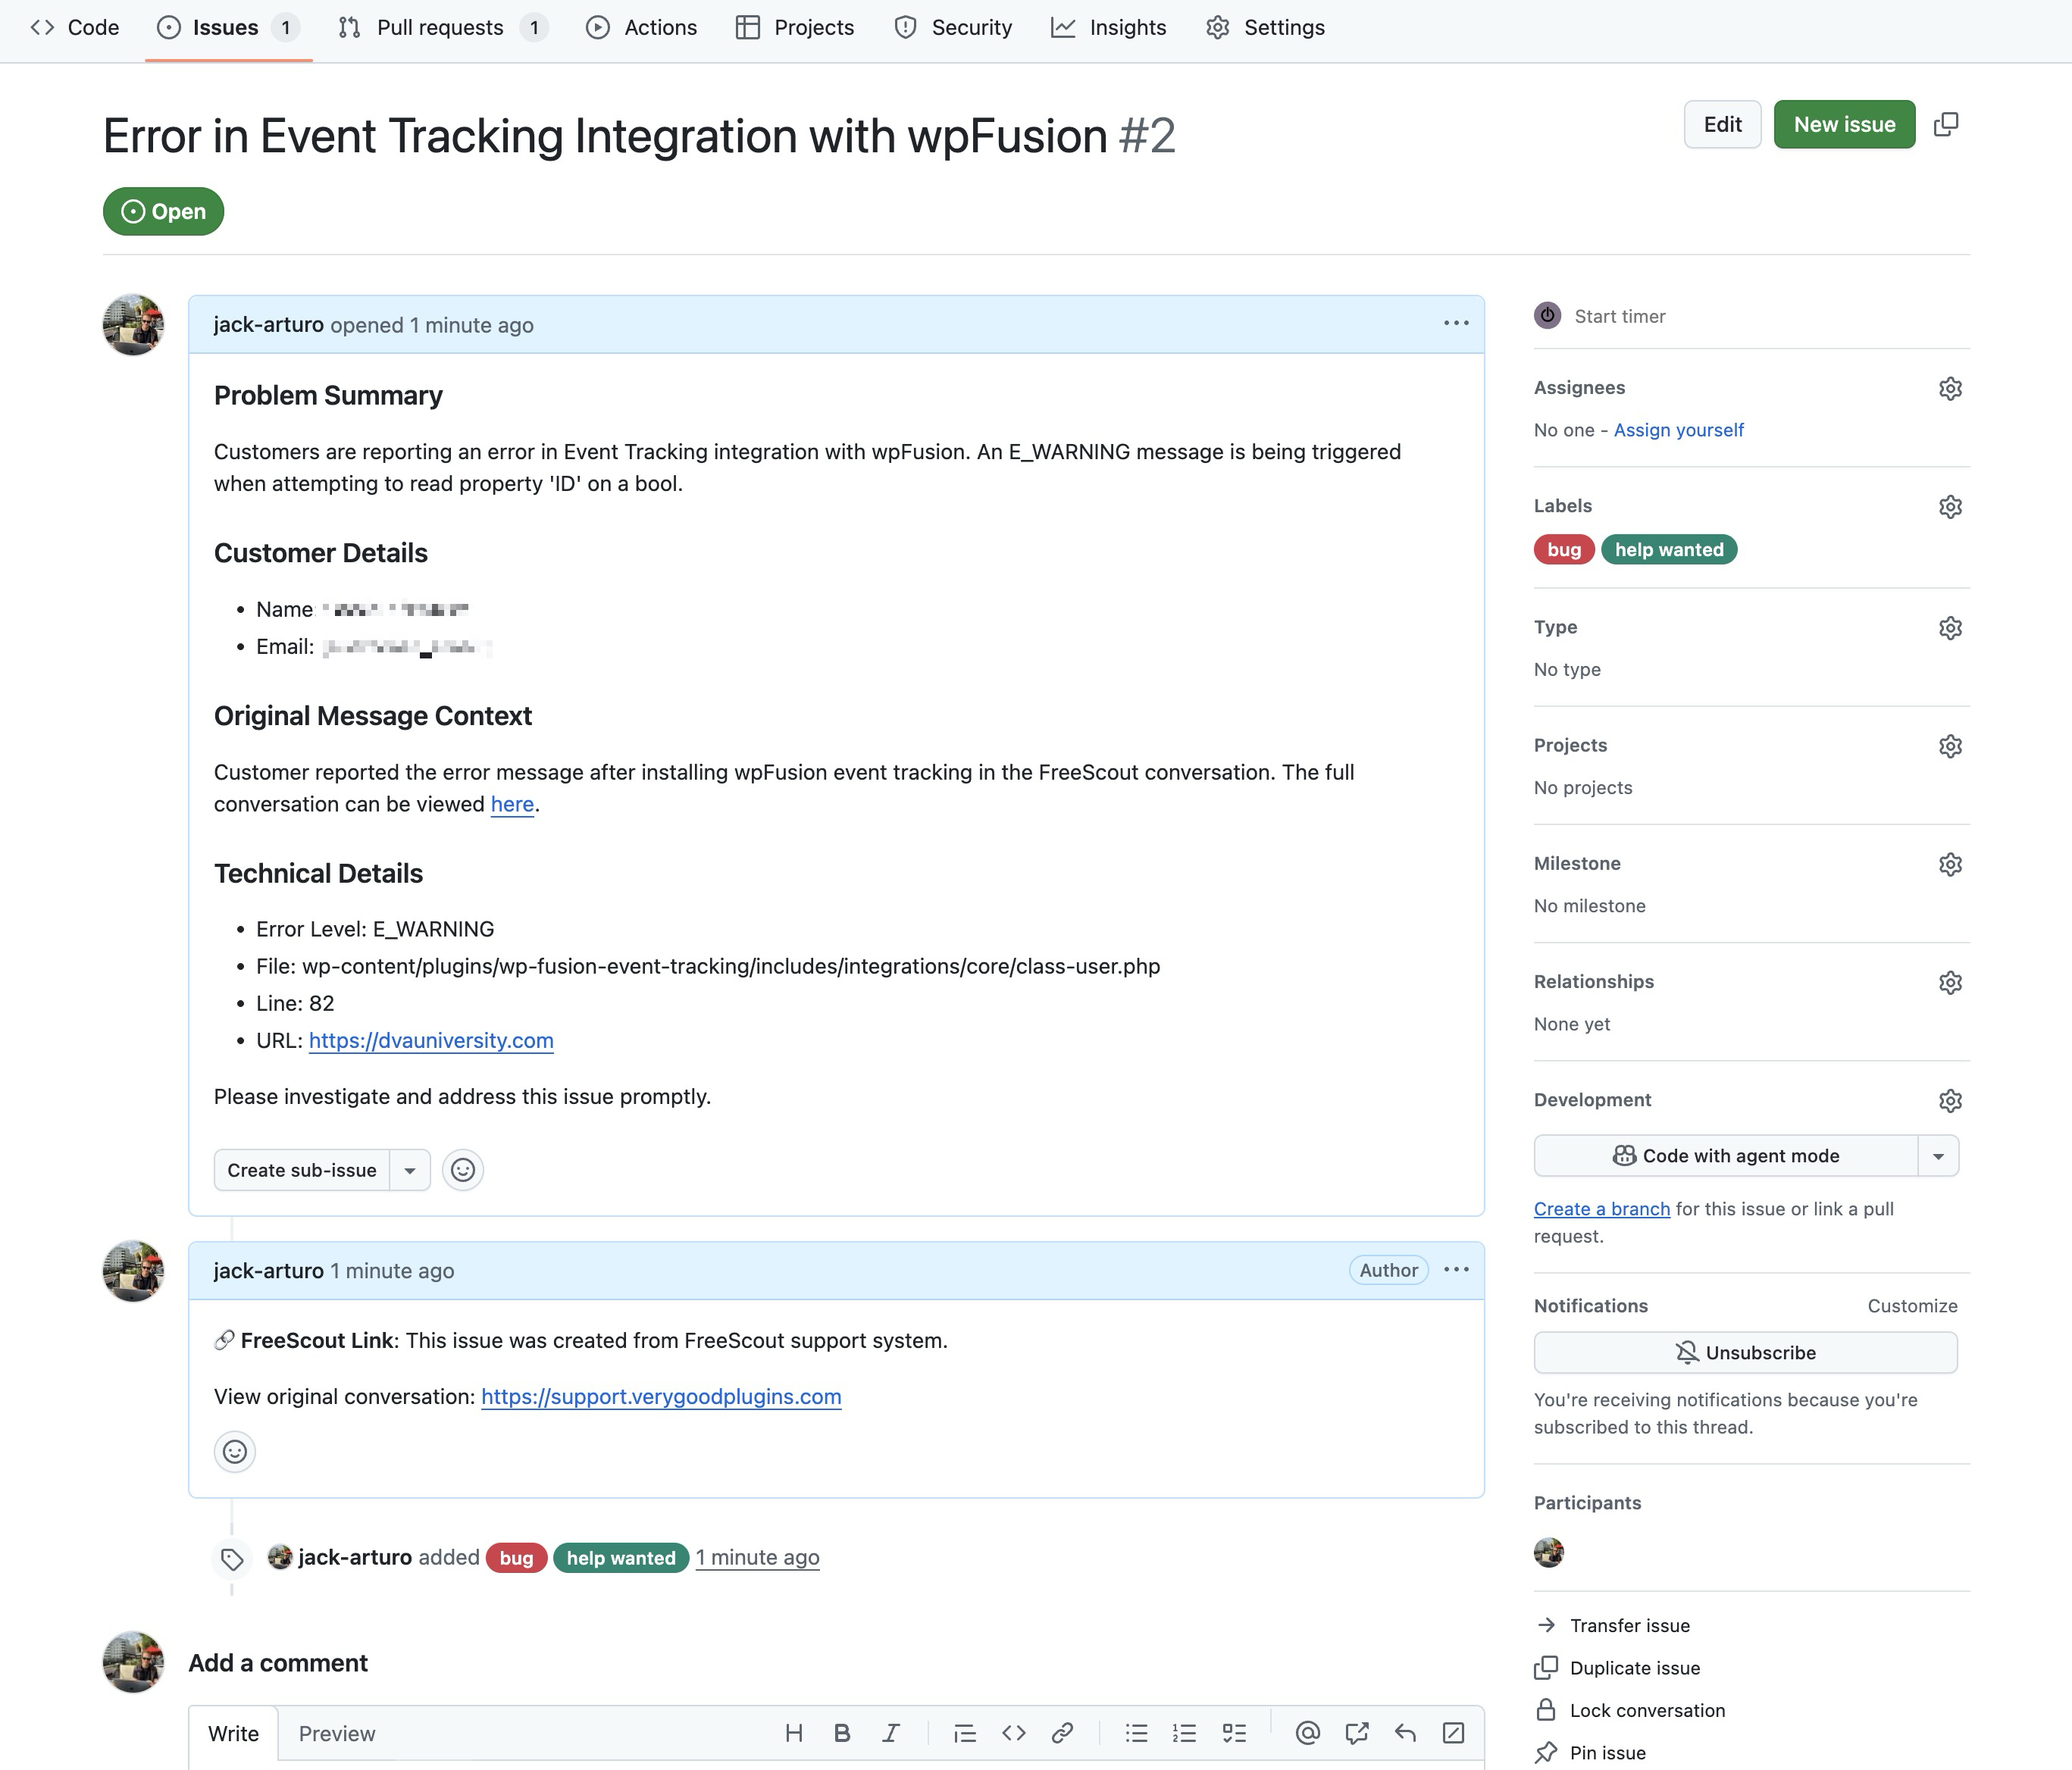 Code
Issues 1
Pull requests 1
Actions
Projects
Security
Insights
Settings
Error in Event Tracking Integration with wpFusion #2
Edit
New issue
Open
jack-arturo opened 1 minute ago
Problem Summary
Customers are reporting an error in Event Tracking integration with wpFusion. An E_WARNING message is being triggered
when attempting to read property 'ID' on a bool.
Customer Details
• Name:
• Email:
Original Message Context
Customer reported the error message after installing wpFusion event tracking in the FreeScout conversation. The full
conversation can be viewed here.
Technical Details
• Error Level: E_WARNING
• File: wp-content/plugins/wp-fusion-event-tracking/includes/integrations/core/class-user.php
• Line: 82
• URL: https://dvauniversity.com
Please investigate and address this issue promptly.
Create sub-issue
jack-arturo 1 minute ago
Author
FreeScout Link: This issue was created from FreeScout support system.
View original conversation: https://support.verygoodplugins.com
jack-arturo added bug help wanted 1 minute ago
Add a comment
Write
Preview
Start timer
Assignees
No one - Assign yourself
Labels
bug help wanted
Type
No type
Projects
No projects
Milestone
No milestone
Relationships
None yet
Development
Code with agent mode
Create a branch for this issue or link a pull
request.
Notifications
Customize
Unsubscribe
You're receiving notifications because you're
subscribed to this thread.
Participants
Transfer issue
Duplicate issue
Lock conversation
Pin issue